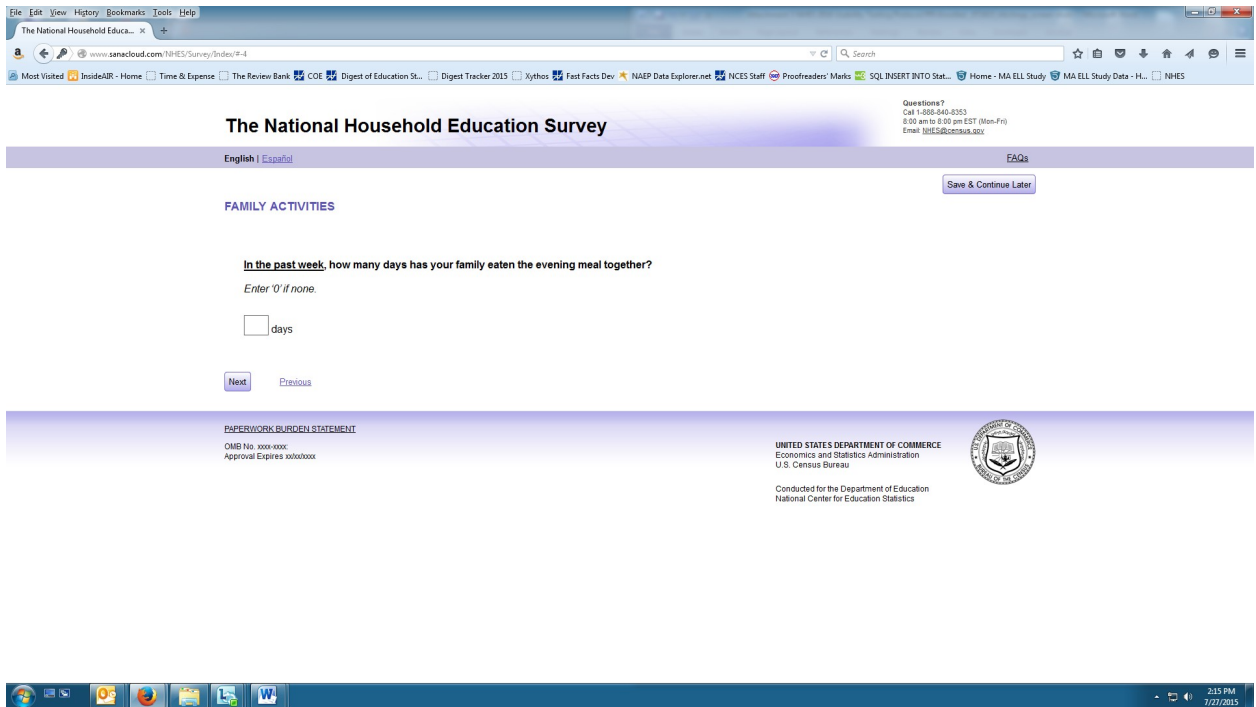 File Edit View History Bookmarks Tools Help
The National Household Educa... × +
www.sanacloud.com/NHES/Survey/Index/#-4
Search
Most Visited InsideAIR - Home Time & Expense The Review Bank COE Digest of Education St... Digest Tracker 2015 Xythos Fast Facts Dev NAEP Data Explorer.net NCES Staff Proofreaders' Marks SQL INSERT INTO Stat... Home - MA ELL Study MA ELL Study Data - H... NHES
The National Household Education Survey
Questions?
Call 1-888-840-8353
8:00 am to 8:00 pm EST (Mon-Fri)
Email: NHES@census.gov
English | Español
FAQs
Save & Continue Later
FAMILY ACTIVITIES
In the past week, how many days has your family eaten the evening meal together?
Enter '0' if none.
days
Next Previous
PAPERWORK BURDEN STATEMENT
OMB No. xxxx-xxxx:
Approval Expires xx/xx/xxxx
UNITED STATES DEPARTMENT OF COMMERCE
Economics and Statistics Administration
U.S. Census Bureau
Conducted for the Department of Education
National Center for Education Statistics
U.S. DEPARTMENT OF COMMERCE
BUREAU OF THE CENSUS
2:15 PM
7/27/2015